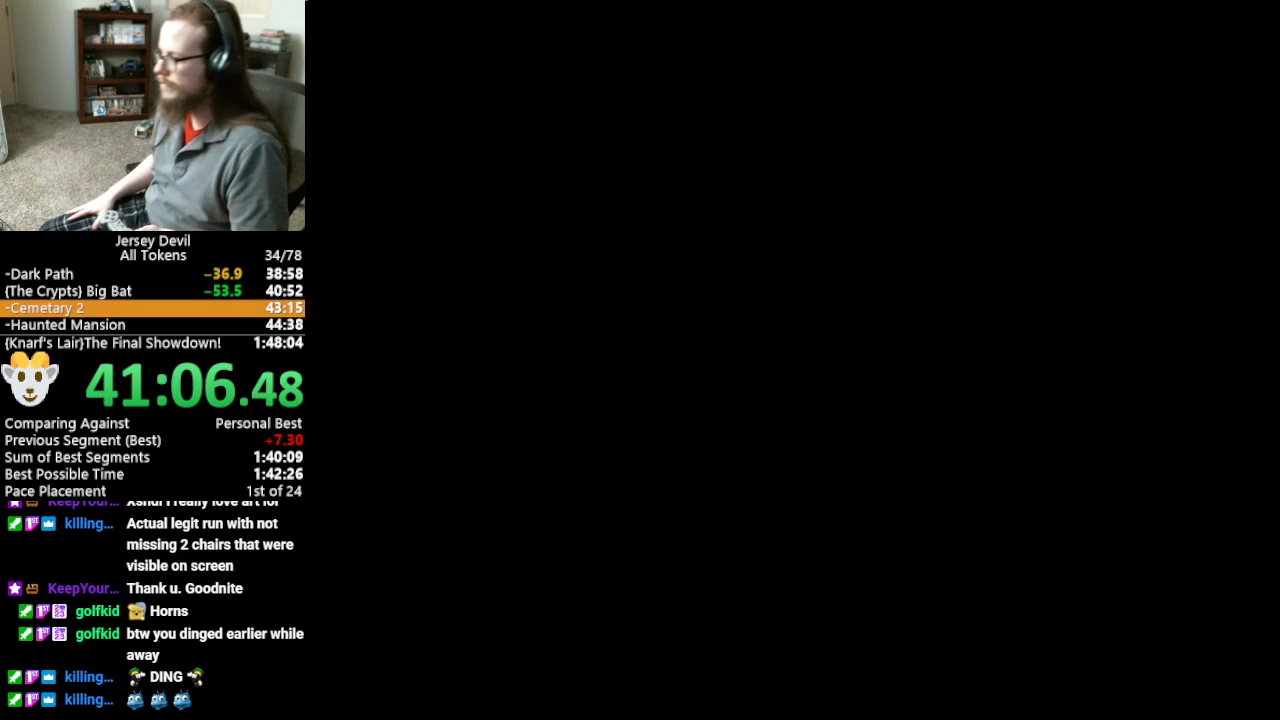 Jersey Devil
All Tokens 34/78
-Dark Path -36.9 38:58
{The Crypts} Big Bat -53.5 40:52
-Cemetary 2 43:15
-Haunted Mansion 44:38
{Knarf's Lair}The Final Showdown! 1:48:04
41:06.48
Comparing Against Personal Best
Previous Segment (Best) +7.30
Sum of Best Segments 1:40:09
Best Possible Time 1:42:26
Pace Placement 1st of 24
KeepYour... I really love art
killing... Actual legit run with not
missing 2 chairs that were
visible on screen
KeepYour... Thank u. Goodnite
golfkid Horns
golfkid btw you dinged earlier while
away
killing... DING
killing...